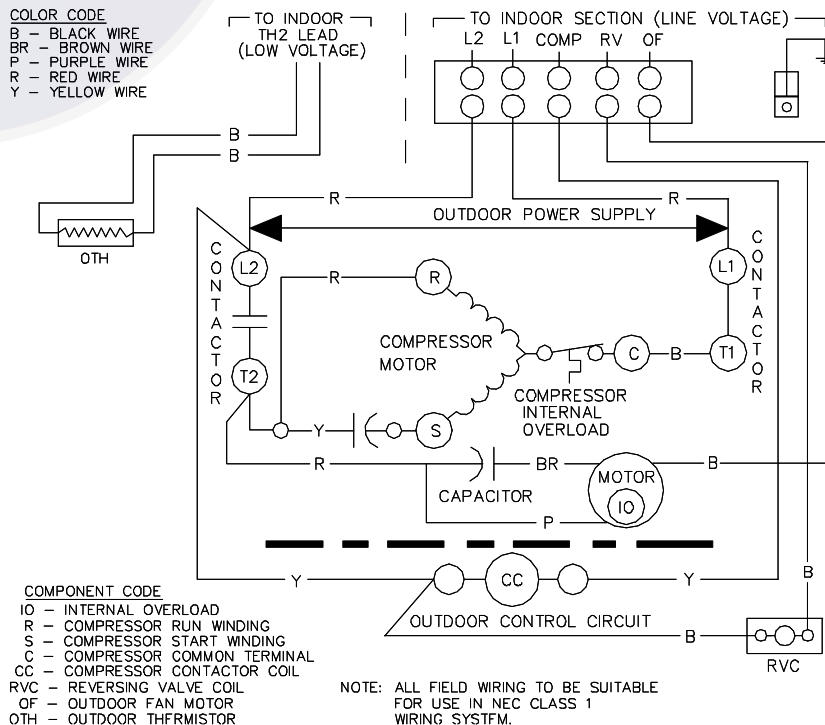 COLOR CODE
B – BLACK WIRE
BR – BROWN WIRE
P – PURPLE WIRE
R – RED WIRE
Y – YELLOW WIRE
TO INDOOR
TH2 LEAD
(LOW VOLTAGE)
TO INDOOR SECTION (LINE VOLTAGE)
L2 L1 COMP RV OF
B
B
OTH
R
R
OUTDOOR POWER SUPPLY
CONTACTOR
L2
T2
R
R
COMPRESSOR
MOTOR
Y
S
COMPRESSOR
INTERNAL
OVERLOAD
C
B
L1
T1
CONTACTOR
R
CAPACITOR
BR
MOTOR
IO
B
P
Y
CC
Y
B
OUTDOOR CONTROL CIRCUIT
B
RVC
COMPONENT CODE
IO – INTERNAL OVERLOAD
R – COMPRESSOR RUN WINDING
S – COMPRESSOR START WINDING
C – COMPRESSOR COMMON TERMINAL
CC – COMPRESSOR CONTACTOR COIL
RVC – REVERSING VALVE COIL
OF – OUTDOOR FAN MOTOR
OTH – OUTDOOR THERMISTOR
NOTE: ALL FIELD WIRING TO BE SUITABLE
FOR USE IN NEC CLASS 1
WIRING SYSTEM.